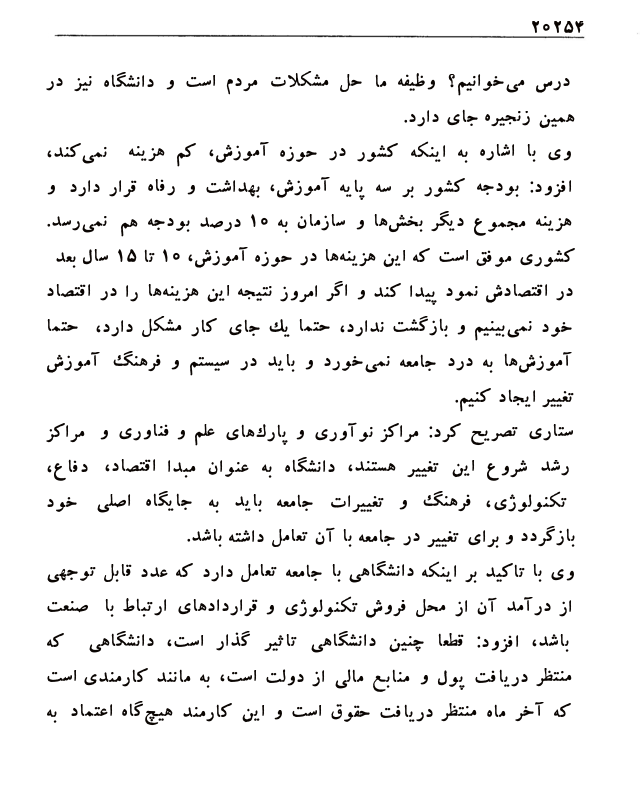 ۲۰۲۵۴
درس می‌خوانیم؟ وظیفه ما حل مشکلات مردم است و دانشگاه نیز در
همین زنجیره جای دارد.
وی با اشاره به اینکه کشور در حوزه آموزش، کم هزینه نمی‌کند،
افزود: بودجه کشور بر سه پایه آموزش، بهداشت و رفاه قرار دارد و
هزینه مجموع دیگر بخش‌ها و سازمان به ۱۰ درصد بودجه هم نمی‌رسد.
کشوری موفق است که این هزینه‌ها در حوزه آموزش، ۱۰ تا ۱۵ سال بعد
در اقتصادش نمود پیدا کند و اگر امروز نتیجه این هزینه‌ها را در اقتصاد
خود نمی‌بینیم و بازگشت ندارد، حتما یك جای کار مشکل دارد، حتما
آموزش‌ها به درد جامعه نمی‌خورد و باید در سیستم و فرهنگ آموزش
تغییر ایجاد کنیم.
ستاری تصریح کرد: مراکز نوآوری و پارك‌های علم و فناوری و مراکز
رشد شروع این تغییر هستند، دانشگاه به عنوان مبدا اقتصاد، دفاع،
تکنولوژی، فرهنگ و تغییرات جامعه باید به جایگاه اصلی خود
بازگردد و برای تغییر در جامعه با آن تعامل داشته باشد.
وی با تاکید بر اینکه دانشگاهی با جامعه تعامل دارد که عدد قابل توجهی
از درآمد آن از محل فروش تکنولوژی و قراردادهای ارتباط با صنعت
باشد، افزود: قطعا چنین دانشگاهی تاثیر گذار است، دانشگاهی که
منتظر دریافت پول و منابع مالی از دولت است، به مانند کارمندی است
که آخر ماه منتظر دریافت حقوق است و این کارمند هیچ‌گاه اعتماد به